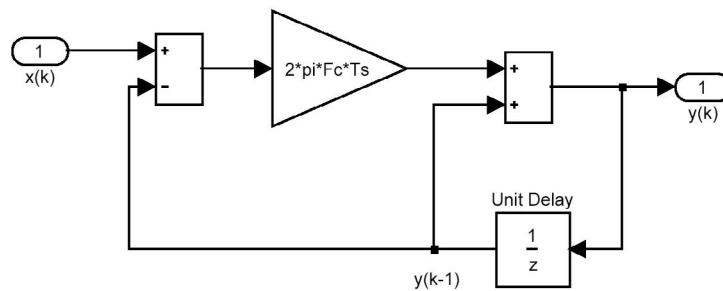 1
x(k)
+
−
2*pi*Fc*Ts
+
+
1
y(k)
Unit Delay
1
z
y(k-1)